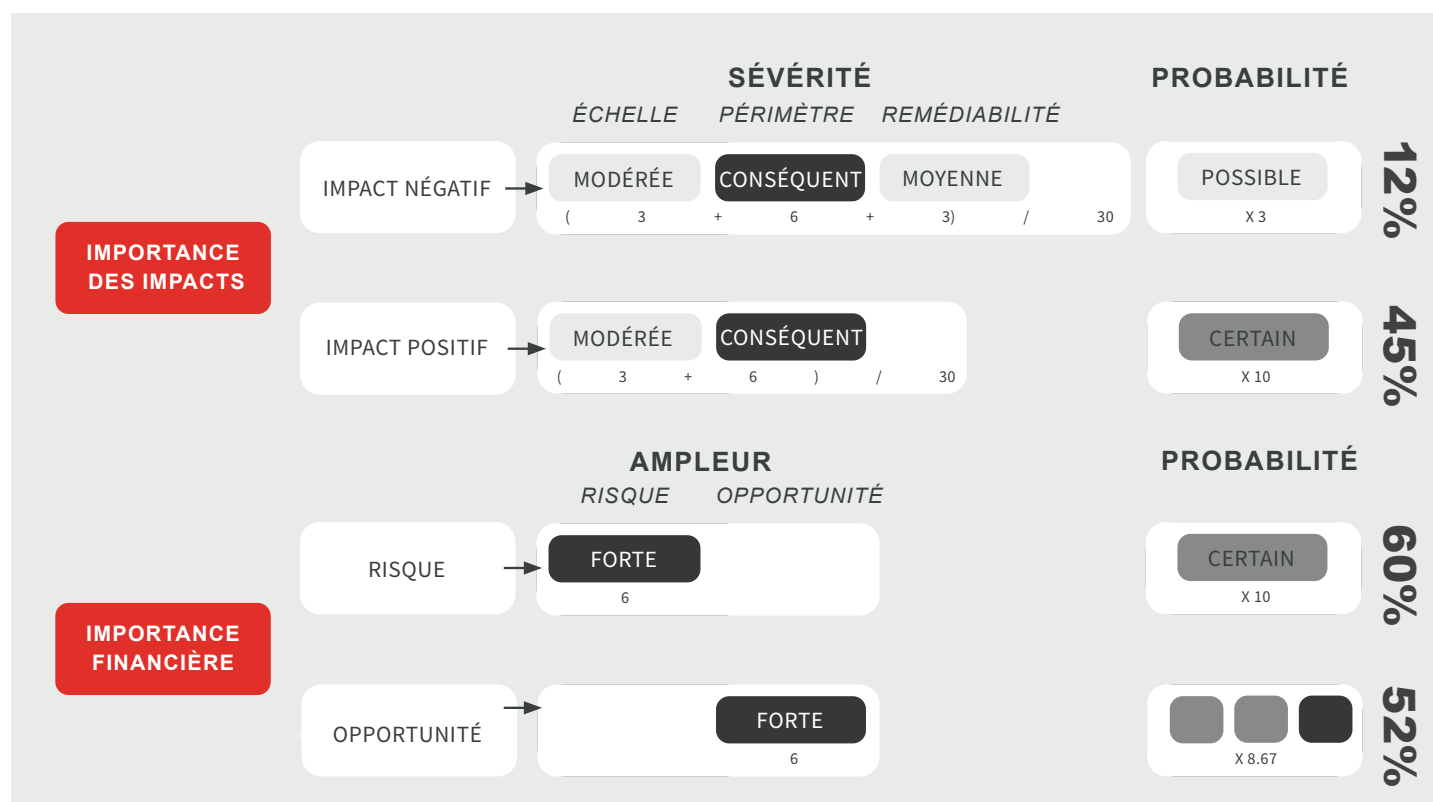 SÉVÉRITÉ PROBABILITÉ
ÉCHELLE PÉRIMÈTRE REMÉDIABILITÉ
IMPACT NÉGATIF MODÉRÉE CONSÉQUENT MOYENNE POSSIBLE 12%
( 3 + 6 + 3) / 30 X 3
IMPORTANCE
DES IMPACTS
IMPACT POSITIF MODÉRÉE CONSÉQUENT CERTAIN 45%
( 3 + 6 ) / 30 X 10
AMPLEUR PROBABILITÉ
RISQUE OPPORTUNITÉ
RISQUE FORTE CERTAIN 60%
6 X 10
IMPORTANCE
FINANCIÈRE
OPPORTUNITÉ FORTE 52%
6 X 8.67